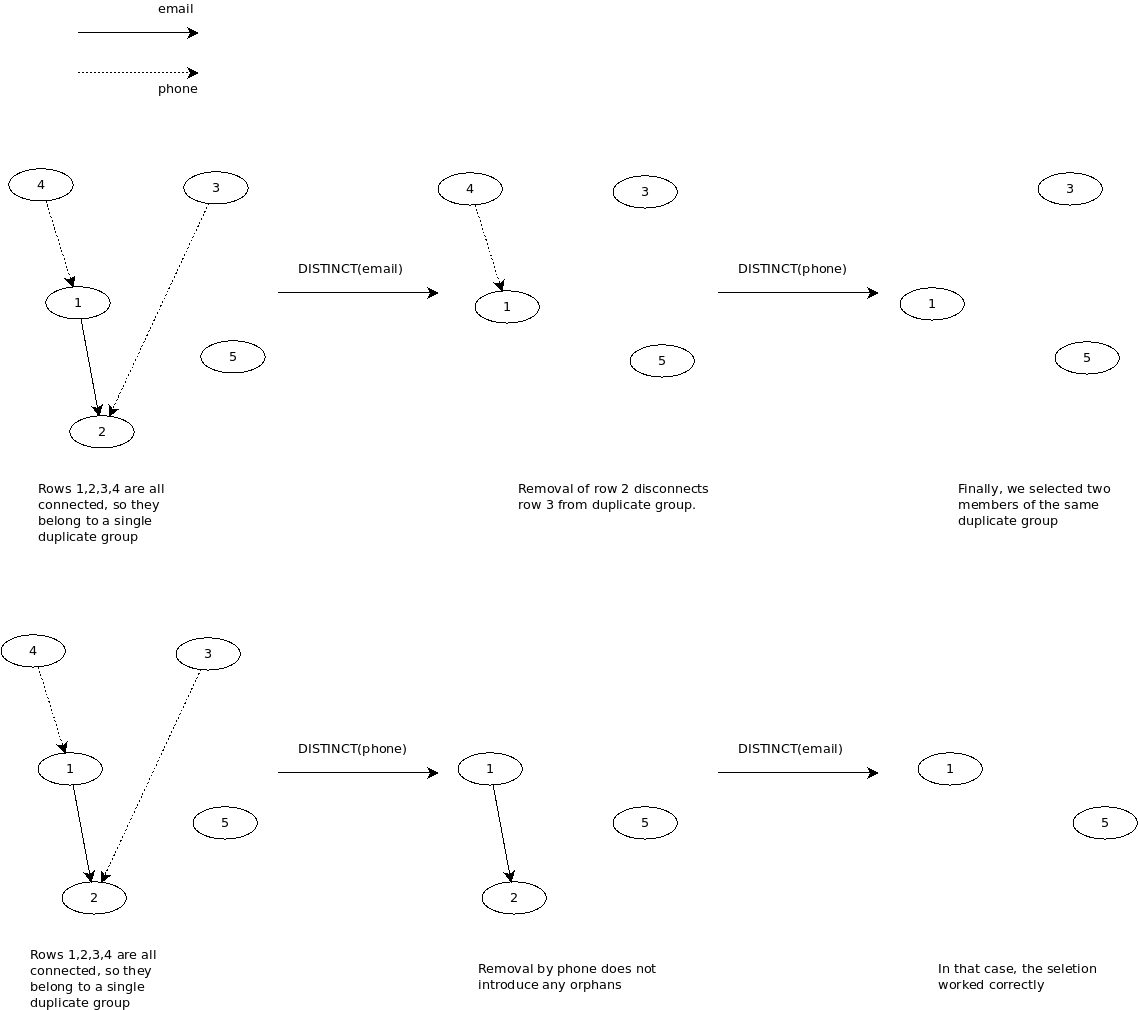 email
phone
4
3
4
3
3
DISTINCT(email)
DISTINCT(phone)
1
1
1
5
5
5
2
Rows 1,2,3,4 are all
connected, so they
belong to a single
duplicate group
Removal of row 2 disconnects
row 3 from duplicate group.
Finally, we selected two
members of the same
duplicate group
4
3
DISTINCT(phone)
DISTINCT(email)
1
1
1
5
5
5
2
2
Rows 1,2,3,4 are all
connected, so they
belong to a single
duplicate group
Removal by phone does not
introduce any orphans
In that case, the seletion
worked correctly